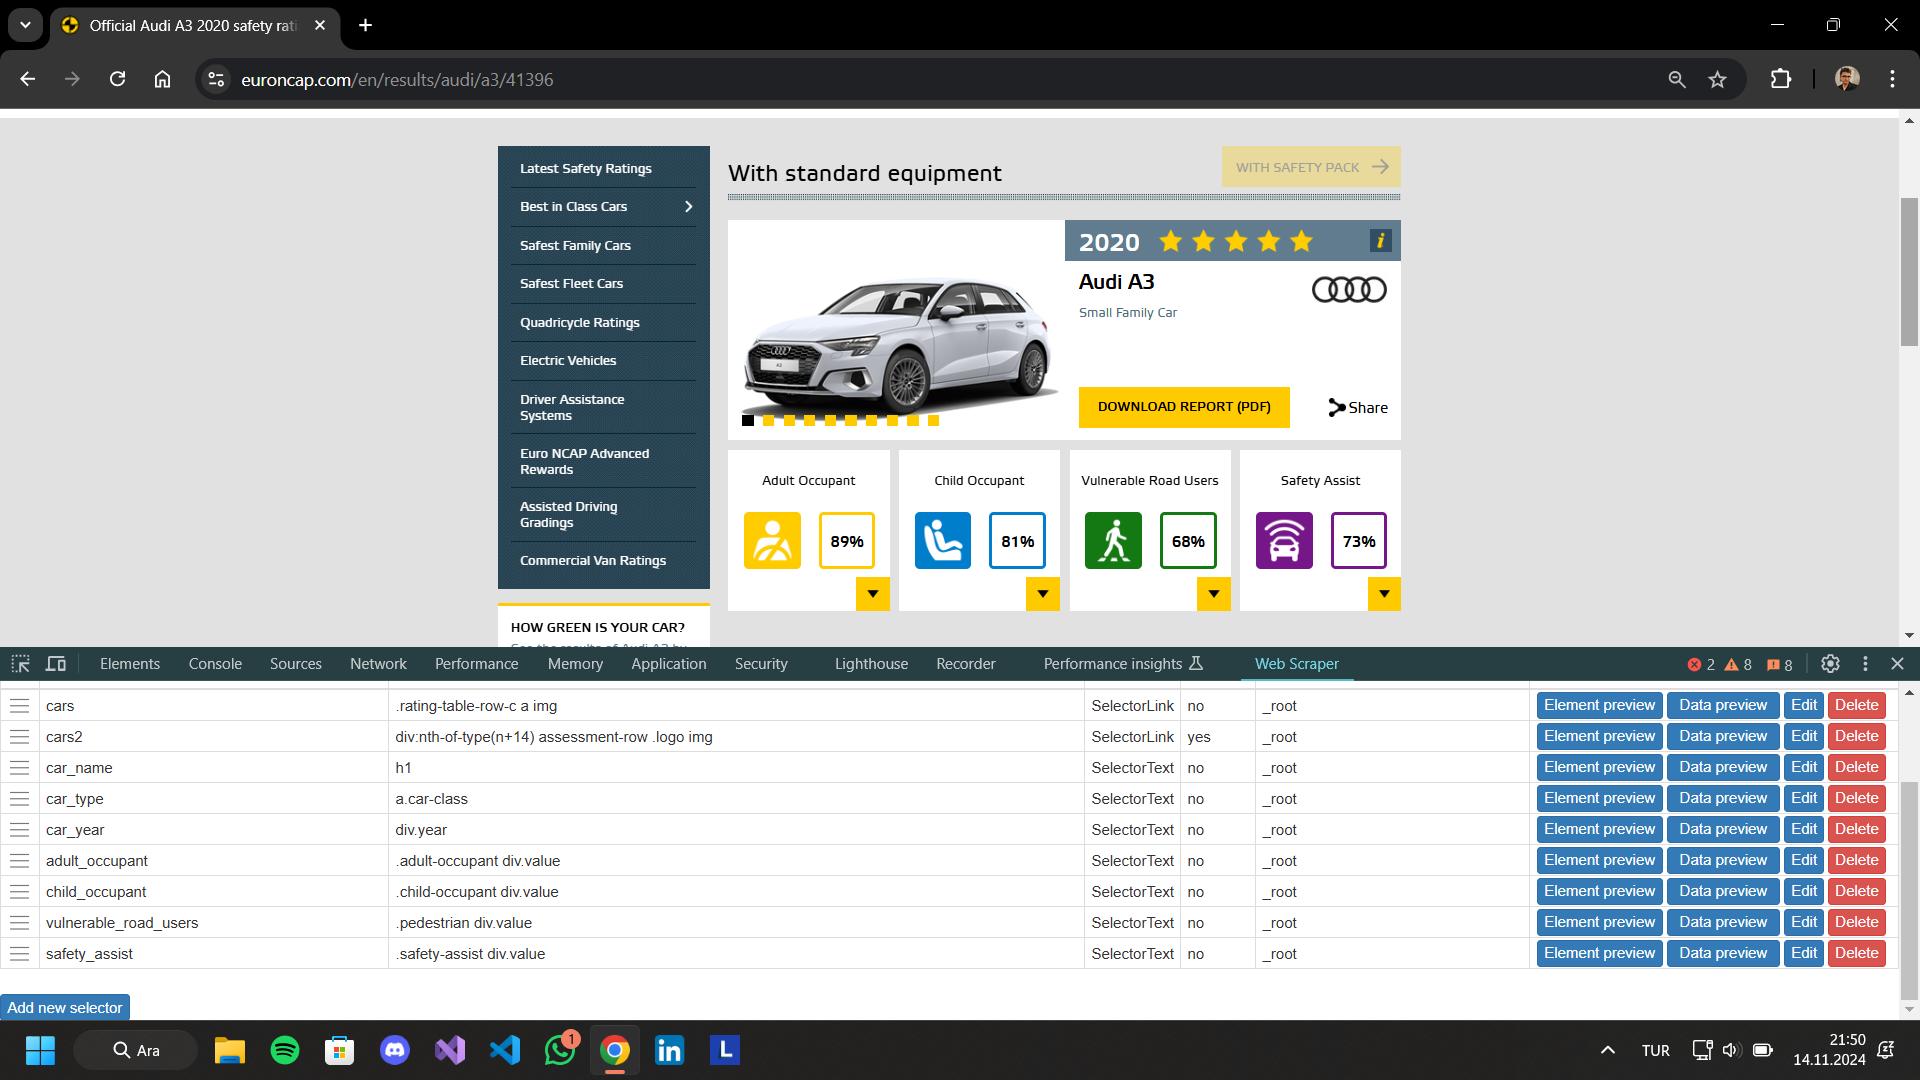 Official Audi A3 2020 safety rati
euroncap.com/en/results/audi/a3/41396
Latest Safety Ratings
Best in Class Cars
Safest Family Cars
Safest Fleet Cars
Quadricycle Ratings
Electric Vehicles
Driver Assistance
Systems
Euro NCAP Advanced
Rewards
Assisted Driving
Gradings
Commercial Van Ratings
HOW GREEN IS YOUR CAR?
With standard equipment
WITH SAFETY PACK
2020
i
Audi A3
Small Family Car
A3
DOWNLOAD REPORT (PDF)
Share
Adult Occupant
89%
Child Occupant
81%
Vulnerable Road Users
68%
Safety Assist
73%
Elements Console Sources Network Performance Memory Application Security Lighthouse Recorder Performance insights Web Scraper 2 8 8
cars .rating-table-row-c a img SelectorLink no _root Element preview Data preview Edit Delete
cars2 div:nth-of-type(n+14) assessment-row .logo img SelectorLink yes _root Element preview Data preview Edit Delete
car_name h1 SelectorText no _root Element preview Data preview Edit Delete
car_type a.car-class SelectorText no _root Element preview Data preview Edit Delete
car_year div.year SelectorText no _root Element preview Data preview Edit Delete
adult_occupant .adult-occupant div.value SelectorText no _root Element preview Data preview Edit Delete
child_occupant .child-occupant div.value SelectorText no _root Element preview Data preview Edit Delete
vulnerable_road_users .pedestrian div.value SelectorText no _root Element preview Data preview Edit Delete
safety_assist .safety-assist div.value SelectorText no _root Element preview Data preview Edit Delete
Add new selector
Ara
1
in
L
TUR
21:50
14.11.2024